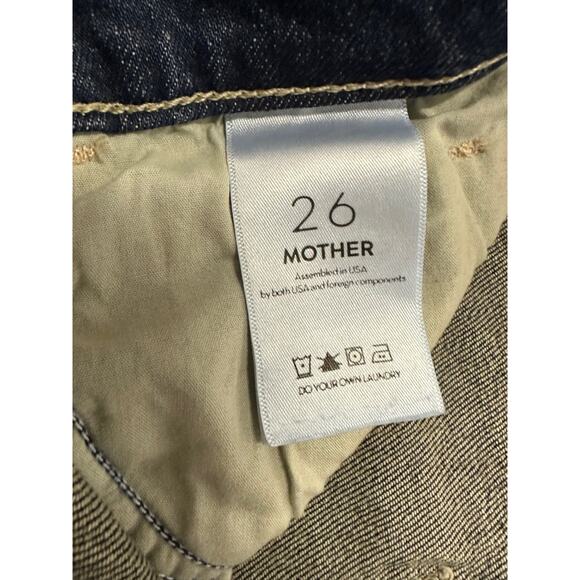 26
MOTHER
Assembled in USA
by both USA and foreign components
DO YOUR OWN LAUNDRY